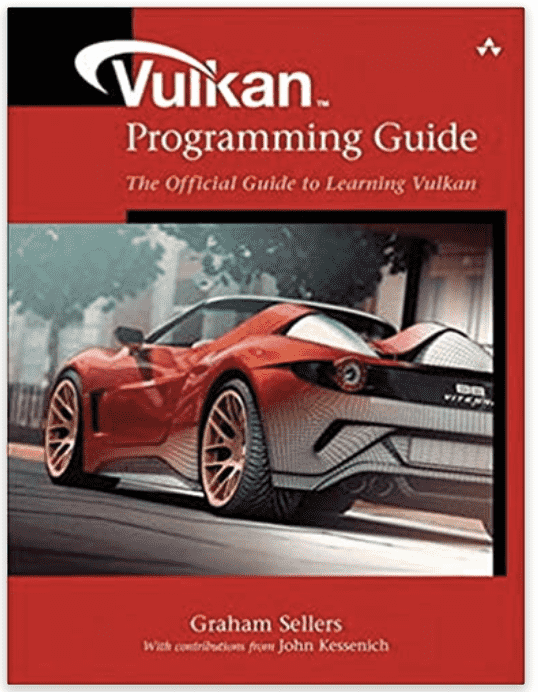 Vulkan™
Programming Guide
The Official Guide to Learning Vulkan
Graham Sellers
With contributions from John Kessenich